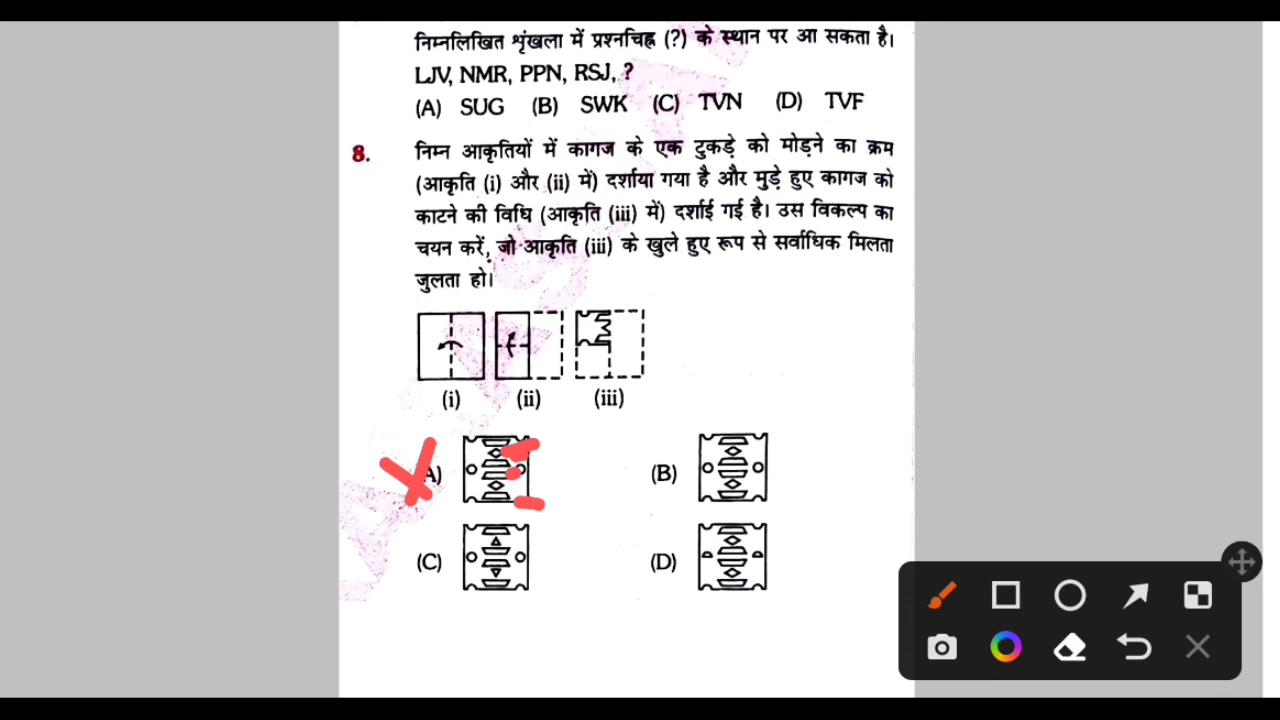 निम्नलिखित शृंखला में प्रश्नचिह्न (?) के स्थान पर आ सकता है।
LJV, NMR, PPN, RSJ, ?
(A) SUG (B) SWK (C) TVN (D) TVF
8. निम्न आकृतियों में कागज के एक टुकड़े को मोड़ने का क्रम
(आकृति (i) और (ii) में) दर्शाया गया है और मुड़े हुए कागज को
काटने की विधि (आकृति (iii) में) दर्शाई गई है। उस विकल्प का
चयन करें, जो आकृति (iii) के खुले हुए रूप से सर्वाधिक मिलता
जुलता हो।
(i) (ii) (iii)
A) (B)
(C) (D)